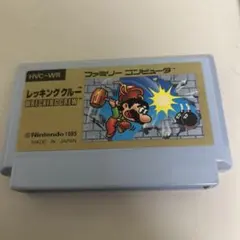 HVC-WR
ファミリー コンピュータ
レッキングクルー
WRECKING CREW
©Nintendo 1985
MADE IN JAPAN